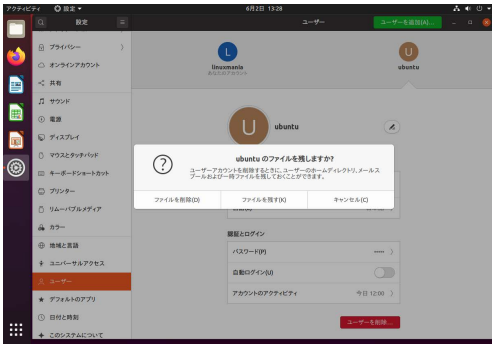 アクティビティ
設定
6月2日 13:28
設定
ユーザー
ユーザーを追加(A)...
プライバシー
オンラインアカウント
共有
サウンド
電源
ディスプレイ
マウスとタッチパッド
キーボードショートカット
プリンター
リムーバブルメディア
カラー
地域と言語
ユニバーサルアクセス
ユーザー
デフォルトのアプリ
日付と時刻
このシステムについて
L
linuxmania
あなたのアカウント
U
ubuntu
U
ubuntu
ubuntu のファイルを残しますか?
ユーザーアカウントを削除するときに、ユーザーのホームディレクトリ、メールス
プールおよび一時ファイルを残しておくことができます。
ファイルを削除(D)
ファイルを残す(K)
キャンセル(C)
認証とログイン
パスワード(P)
•••••
自動ログイン(U)
アカウントのアクティビティ
今日 12:00
ユーザーを削除...